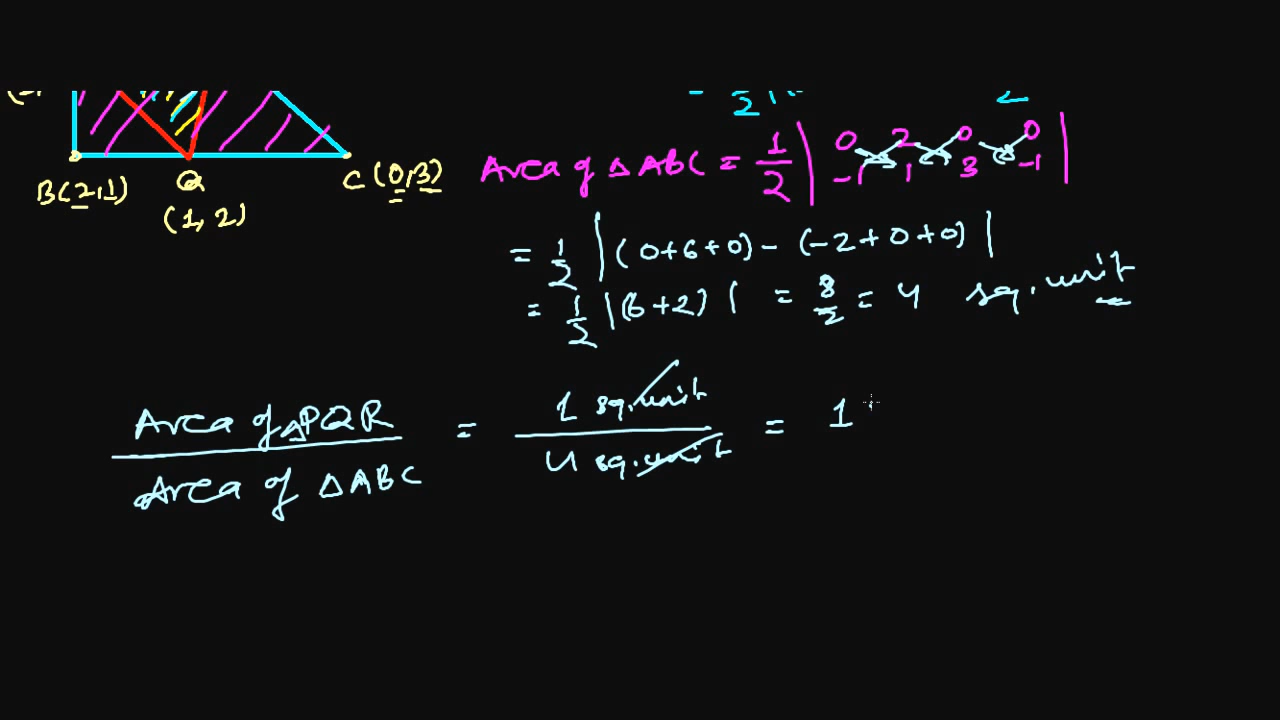 B(2,1) Q C (0,3)
(1, 2)
Area of Δ ABC = 1/2 | 0 2 0 0
-1 1 3 -1 |
= 1/2 |(0+6+0) - (-2+0+0)|
= 1/2 |(6+2)| = 8/2 = 4 sq. unit
Area of ΔPQR / Area of ΔABC = 1 sq. unit / 4 sq. unit = 1